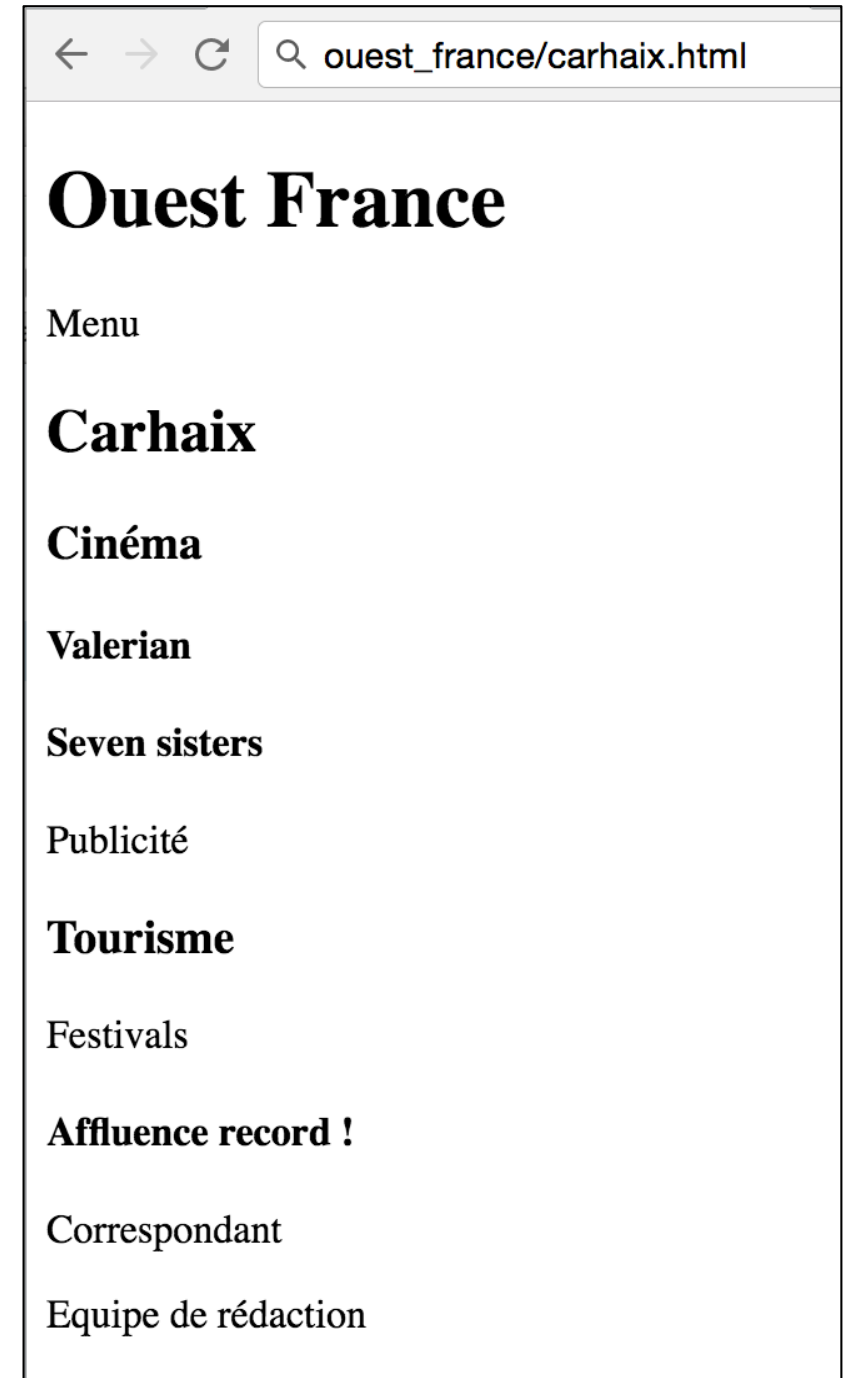 ouest_france/carhaix.html
Ouest France
Menu
Carhaix
Cinéma
Valerian
Seven sisters
Publicité
Tourisme
Festivals
Affluence record !
Correspondant
Equipe de rédaction